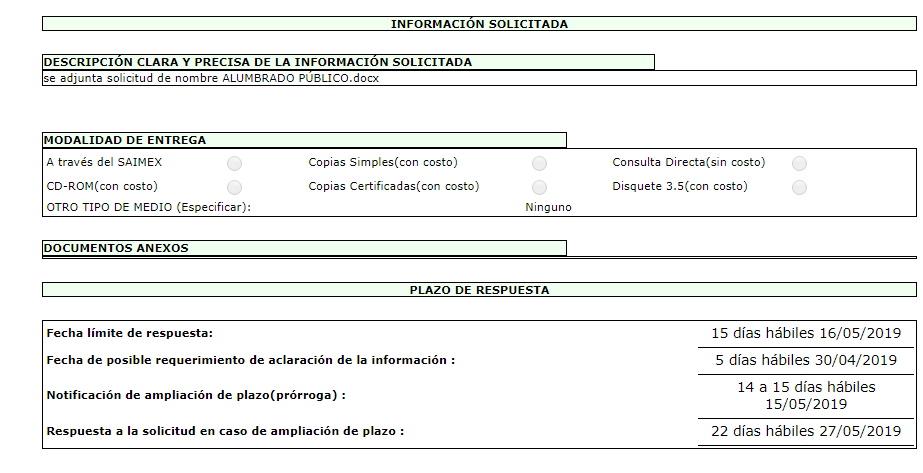 INFORMACIÓN SOLICITADA
DESCRIPCIÓN CLARA Y PRECISA DE LA INFORMACIÓN SOLICITADA
se adjunta solicitud de nombre ALUMBRADO PÚBLICO.docx
MODALIDAD DE ENTREGA
A través del SAIMEX Copias Simples(con costo) Consulta Directa(sin costo)
CD-ROM(con costo) Copias Certificadas(con costo) Disquete 3.5(con costo)
OTRO TIPO DE MEDIO (Especificar): Ninguno
DOCUMENTOS ANEXOS
PLAZO DE RESPUESTA
Fecha límite de respuesta: 15 días hábiles 16/05/2019
Fecha de posible requerimiento de aclaración de la información : 5 días hábiles 30/04/2019
Notificación de ampliación de plazo(prórroga) : 14 a 15 días hábiles
15/05/2019
Respuesta a la solicitud en caso de ampliación de plazo : 22 días hábiles 27/05/2019